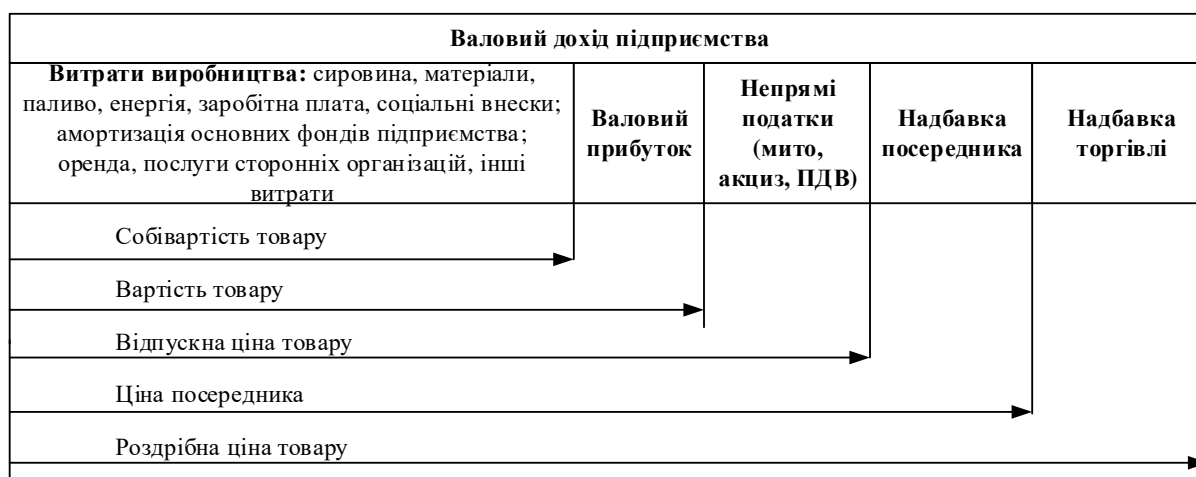 Валовий дохід підприємства
Витрати виробництва: сировина, матеріали,
паливо, енергія, заробітна плата, соціальні внески;
амортизація основних фондів підприємства;
оренда, послуги сторонніх організацій, інші
витрати
Валовий
прибуток
Непрямі
податки
(мито,
акциз, ПДВ)
Надбавка
посередника
Надбавка
торгівлі
Собівартість товару
Вартість товару
Відпускна ціна товару
Ціна посередника
Роздрібна ціна товару